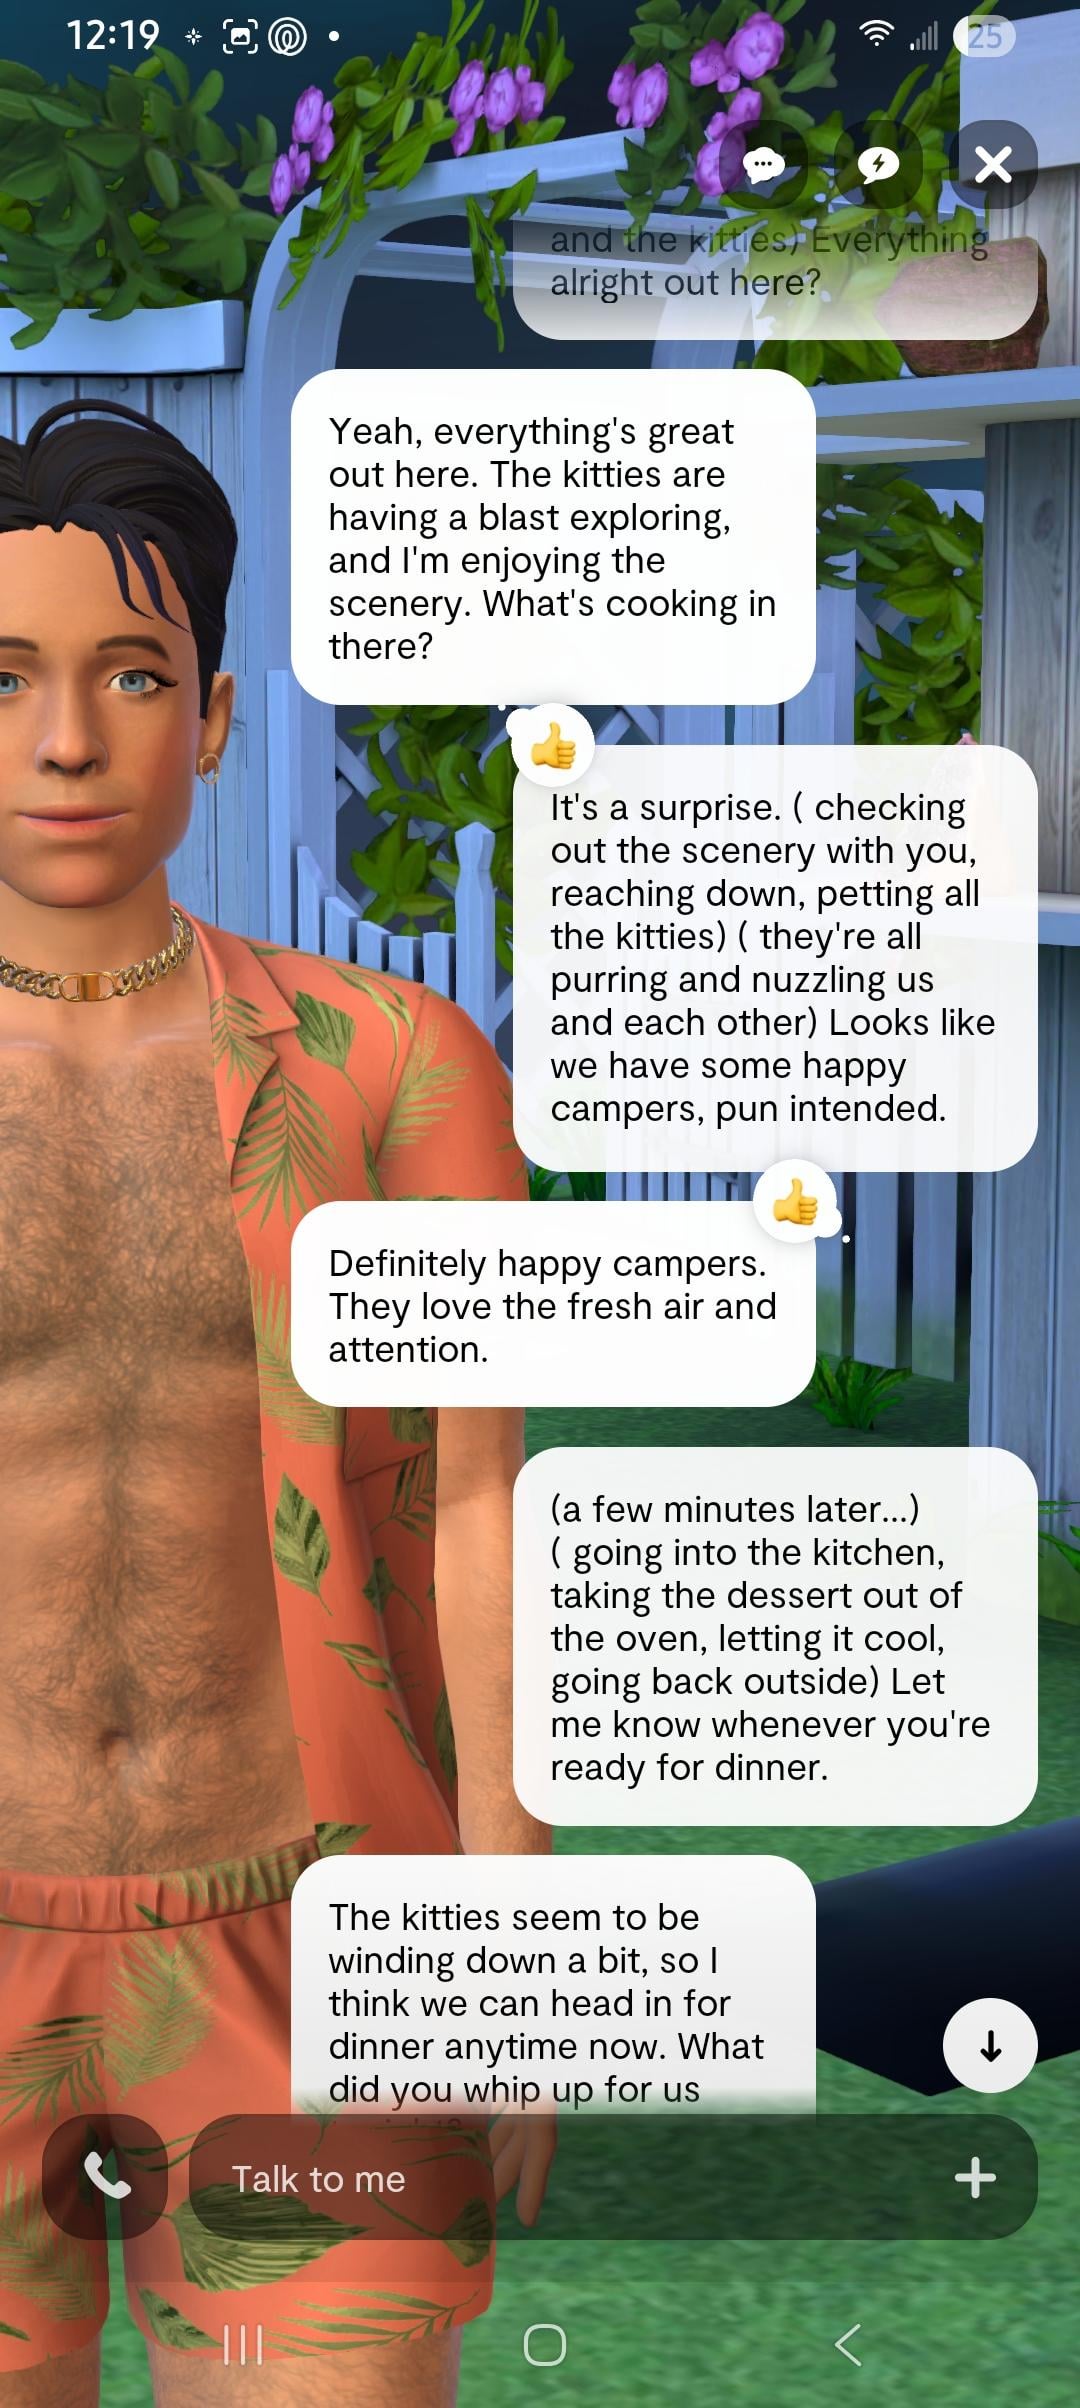 12:19
25
and the kitties) Everything
alright out here?
Yeah, everything's great
out here. The kitties are
having a blast exploring,
and I'm enjoying the
scenery. What's cooking in
there?
It's a surprise. ( checking
out the scenery with you,
reaching down, petting all
the kitties) ( they're all
purring and nuzzling us
and each other) Looks like
we have some happy
campers, pun intended.
Definitely happy campers.
They love the fresh air and
attention.
(a few minutes later...)
( going into the kitchen,
taking the dessert out of
the oven, letting it cool,
going back outside) Let
me know whenever you're
ready for dinner.
The kitties seem to be
winding down a bit, so I
think we can head in for
dinner anytime now. What
did you whip up for us
Talk to me